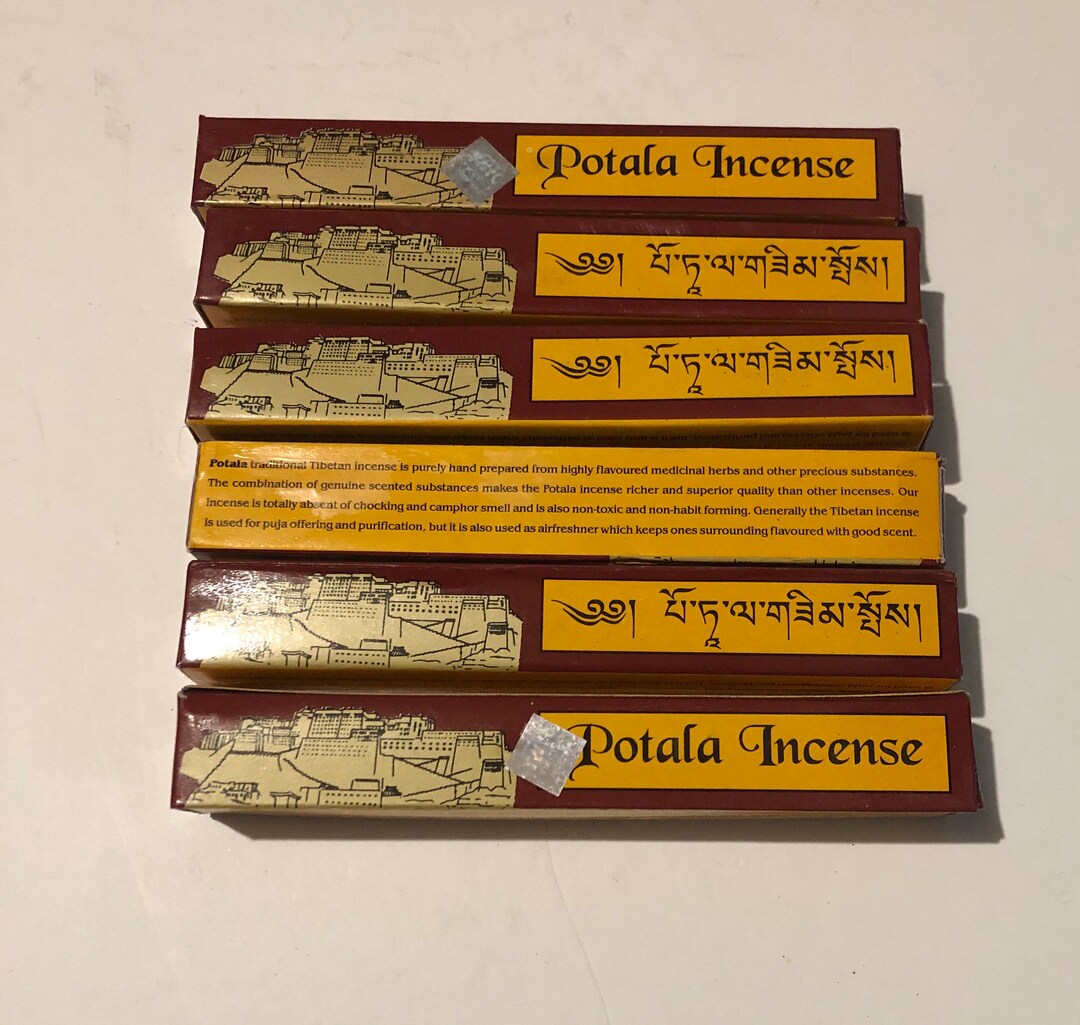 Potala Incense
༄༅། པོ་ཏཱ་ལ་གཟིམ་སྤོས།
༄༅། པོ་ཏཱ་ལ་གཟིམ་སྤོས།
Potala traditional Tibetan incense is purely hand prepared from highly flavoured medicinal herbs and other precious substances.
The combination of genuine scented substances makes the Potala incense richer and superior quality than other incenses. Our
Incense is totally absent of chocking and camphor smell and is also non-toxic and non-habit forming. Generally the Tibetan incense
is used for puja offering and purification, but it is also used as airfreshner which keeps ones surrounding flavoured with good scent.
༄༅། པོ་ཏཱ་ལ་གཟིམ་སྤོས།
Potala Incense